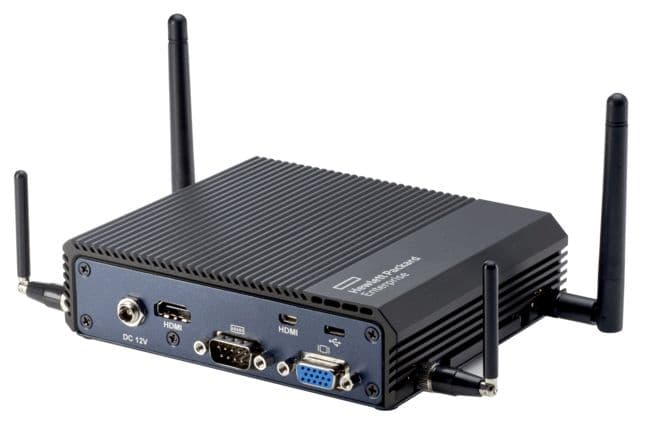 Hewlett Packard
Enterprise
DC 12V
HDMI
HDMI